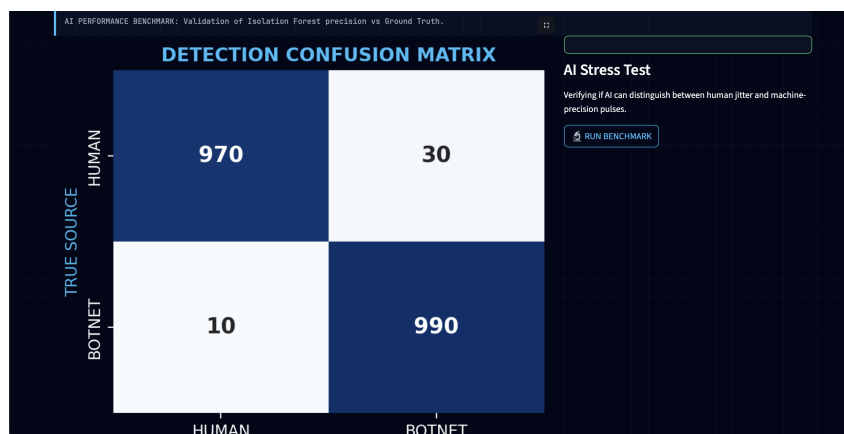 AI PERFORMANCE BENCHMARK: Validation of Isolation Forest precision vs Ground Truth.
DETECTION CONFUSION MATRIX
TRUE SOURCE
HUMAN
970
30
BOTNET
10
990
HUMAN
BOTNET
AI Stress Test
Verifying if AI can distinguish between human jitter and machine-
precision pulses.
RUN BENCHMARK